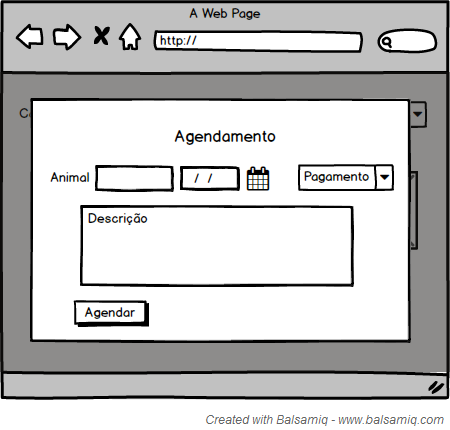 A Web Page
http://
Agendamento
Animal / / Pagamento
Descrição
Agendar
Created with Balsamiq - www.balsamiq.com